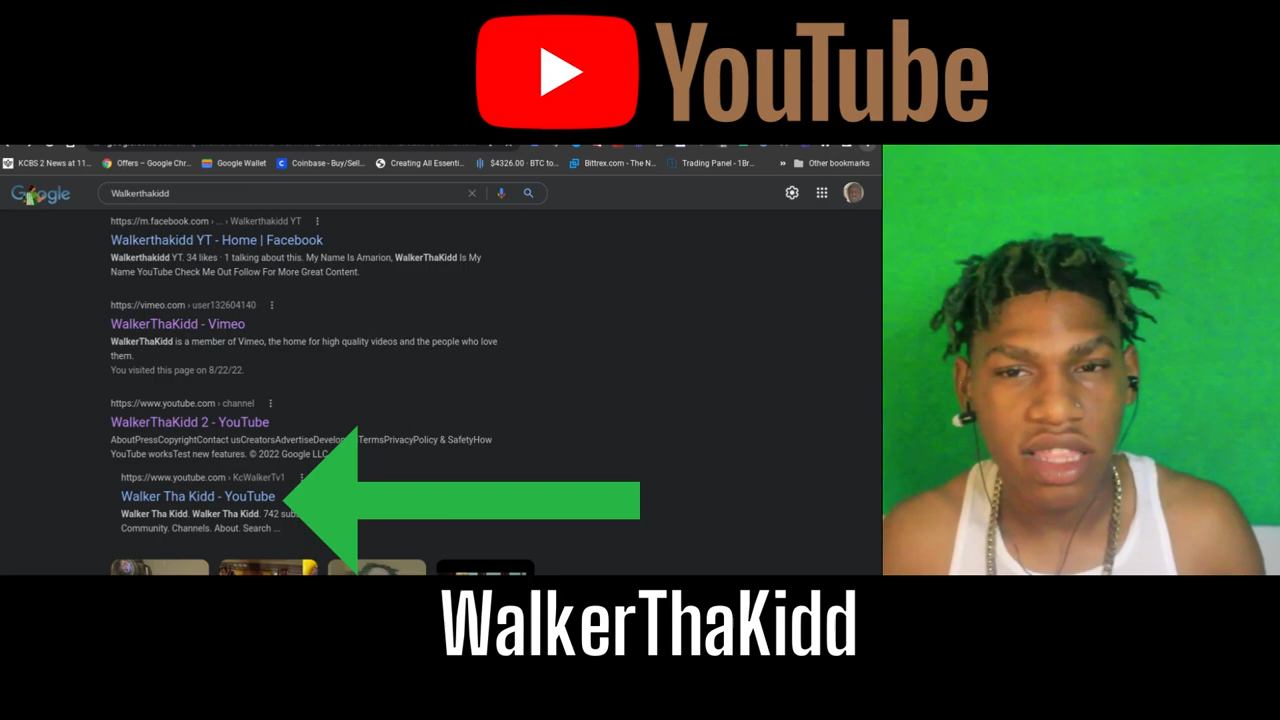 YouTube
KCBS 2 News at 11...
Offers – Google Chr...
Google Wallet
Coinbase - Buy/Sell...
Creating All Essenti...
$4326.00 · BTC to...
Bittrex.com - The N...
Trading Panel - 1Br...
»
Other bookmarks
Google
Walkerthakidd
https://m.facebook.com › ... › Walkerthakidd YT
Walkerthakidd YT - Home | Facebook
Walkerthakidd YT. 34 likes · 1 talking about this. My Name Is Amarion, WalkerThaKidd Is My
Name YouTube Check Me Out Follow For More Great Content.
https://vimeo.com › user132604140
WalkerThaKidd - Vimeo
WalkerThaKidd is a member of Vimeo, the home for high quality videos and the people who love
them.
You visited this page on 8/22/22.
https://www.youtube.com › channel
WalkerThaKidd 2 - YouTube
AboutPressCopyrightContact usCreatorsAdvertiseDevelop TermsPrivacyPolicy & SafetyHow
YouTube worksTest new features. © 2022 Google LLC
https://www.youtube.com › KcWalkerTv1
Walker Tha Kidd - YouTube
Walker Tha Kidd. Walker Tha Kidd. 742 subs
Community. Channels. About. Search ...
WalkerThaKidd